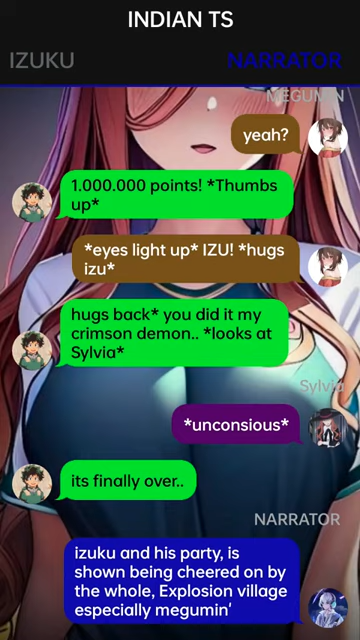 INDIAN TS
IZUKU
NARRATOR
MEGUMIN
yeah?
1.000.000 points! *Thumbs
up*
*eyes light up* IZU! *hugs
izu*
hugs back* you did it my
crimson demon.. *looks at
Sylvia*
Sylvia
*unconsious*
its finally over..
NARRATOR
izuku and his party, is
shown being cheered on by
the whole, Explosion village
especially megumin'